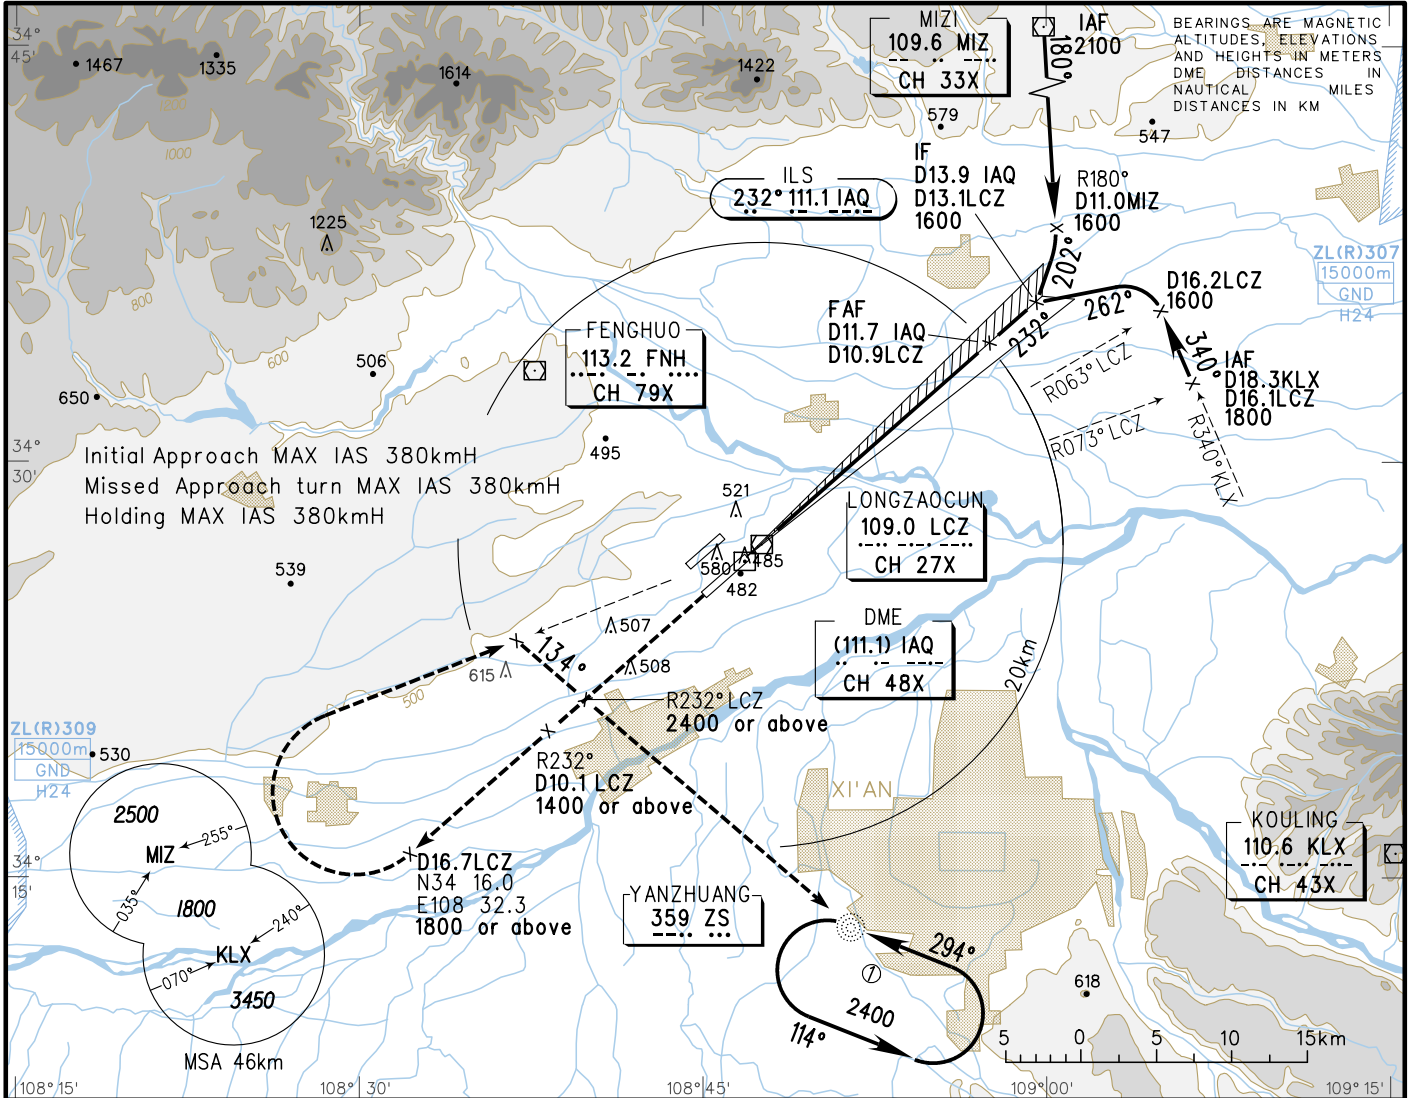 34°
45'
1467
1335
1614
1422
MIZI
109.6 MIZ
CH 33X
IAF
2100
180°
BEARINGS ARE MAGNETIC
ALTITUDES, ELEVATIONS
AND HEIGHTS IN METERS
DME DISTANCES IN
NAUTICAL MILES
DISTANCES IN KM
579
547
1000
1225
800
600
ILS
232° 111.1 IAQ
IF
D13.9 IAQ
D13.1LCZ
1600
R180°
D11.0MIZ
1600
202°
D16.2LCZ
1600
262°
ZL(R)307
15000m
GND
H24
FAF
D11.7 IAQ
D10.9LCZ
232°
R063° LCZ
340°
IAF
D18.3KLX
D16.1LCZ
1800
R073° LCZ
R340° KLX
FENGHUO
113.2 FNH
CH 79X
506
650
495
34°
30'
Initial Approach MAX IAS 380kmH
Missed Approach turn MAX IAS 380kmH
Holding MAX IAS 380kmH
521
LONGZAOCUN
109.0 LCZ
CH 27X
580
485
482
539
507
508
DME
(111.1) IAQ
CH 48X
20km
134°
615
500
R232° LCZ
2400 or above
R232°
D10.1 LCZ
1400 or above
ZL(R)309
15000m
GND
H24
530
XI'AN
KOULING
110.6 KLX
CH 43X
2500
MIZ
255°
035°
1800
240°
KLX
070°
3450
MSA 46km
34°
15'
D16.7LCZ
N34 16.0
E108 32.3
1800 or above
YANZHUANG
359 ZS
294°
1
2400
114°
618
5 0 5 10 15km
108° 15'
108° 30'
108° 45'
109° 00'
109° 15'